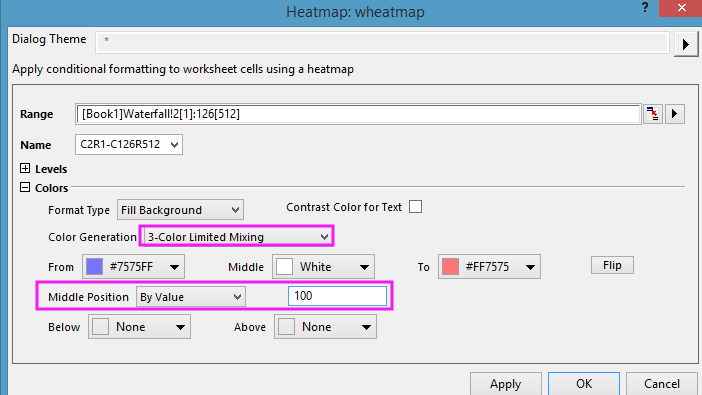 Heatmap: wheatmap
? ×
Dialog Theme *
Apply conditional formatting to worksheet cells using a heatmap
Range [Book1]Waterfall!2[1]:126[512]
Name C2R1-C126R512
Levels
Colors
Format Type Fill Background Contrast Color for Text
Color Generation 3-Color Limited Mixing
From #7575FF Middle White To #FF7575 Flip
Middle Position By Value 100
Below None Above None
Apply OK Cancel